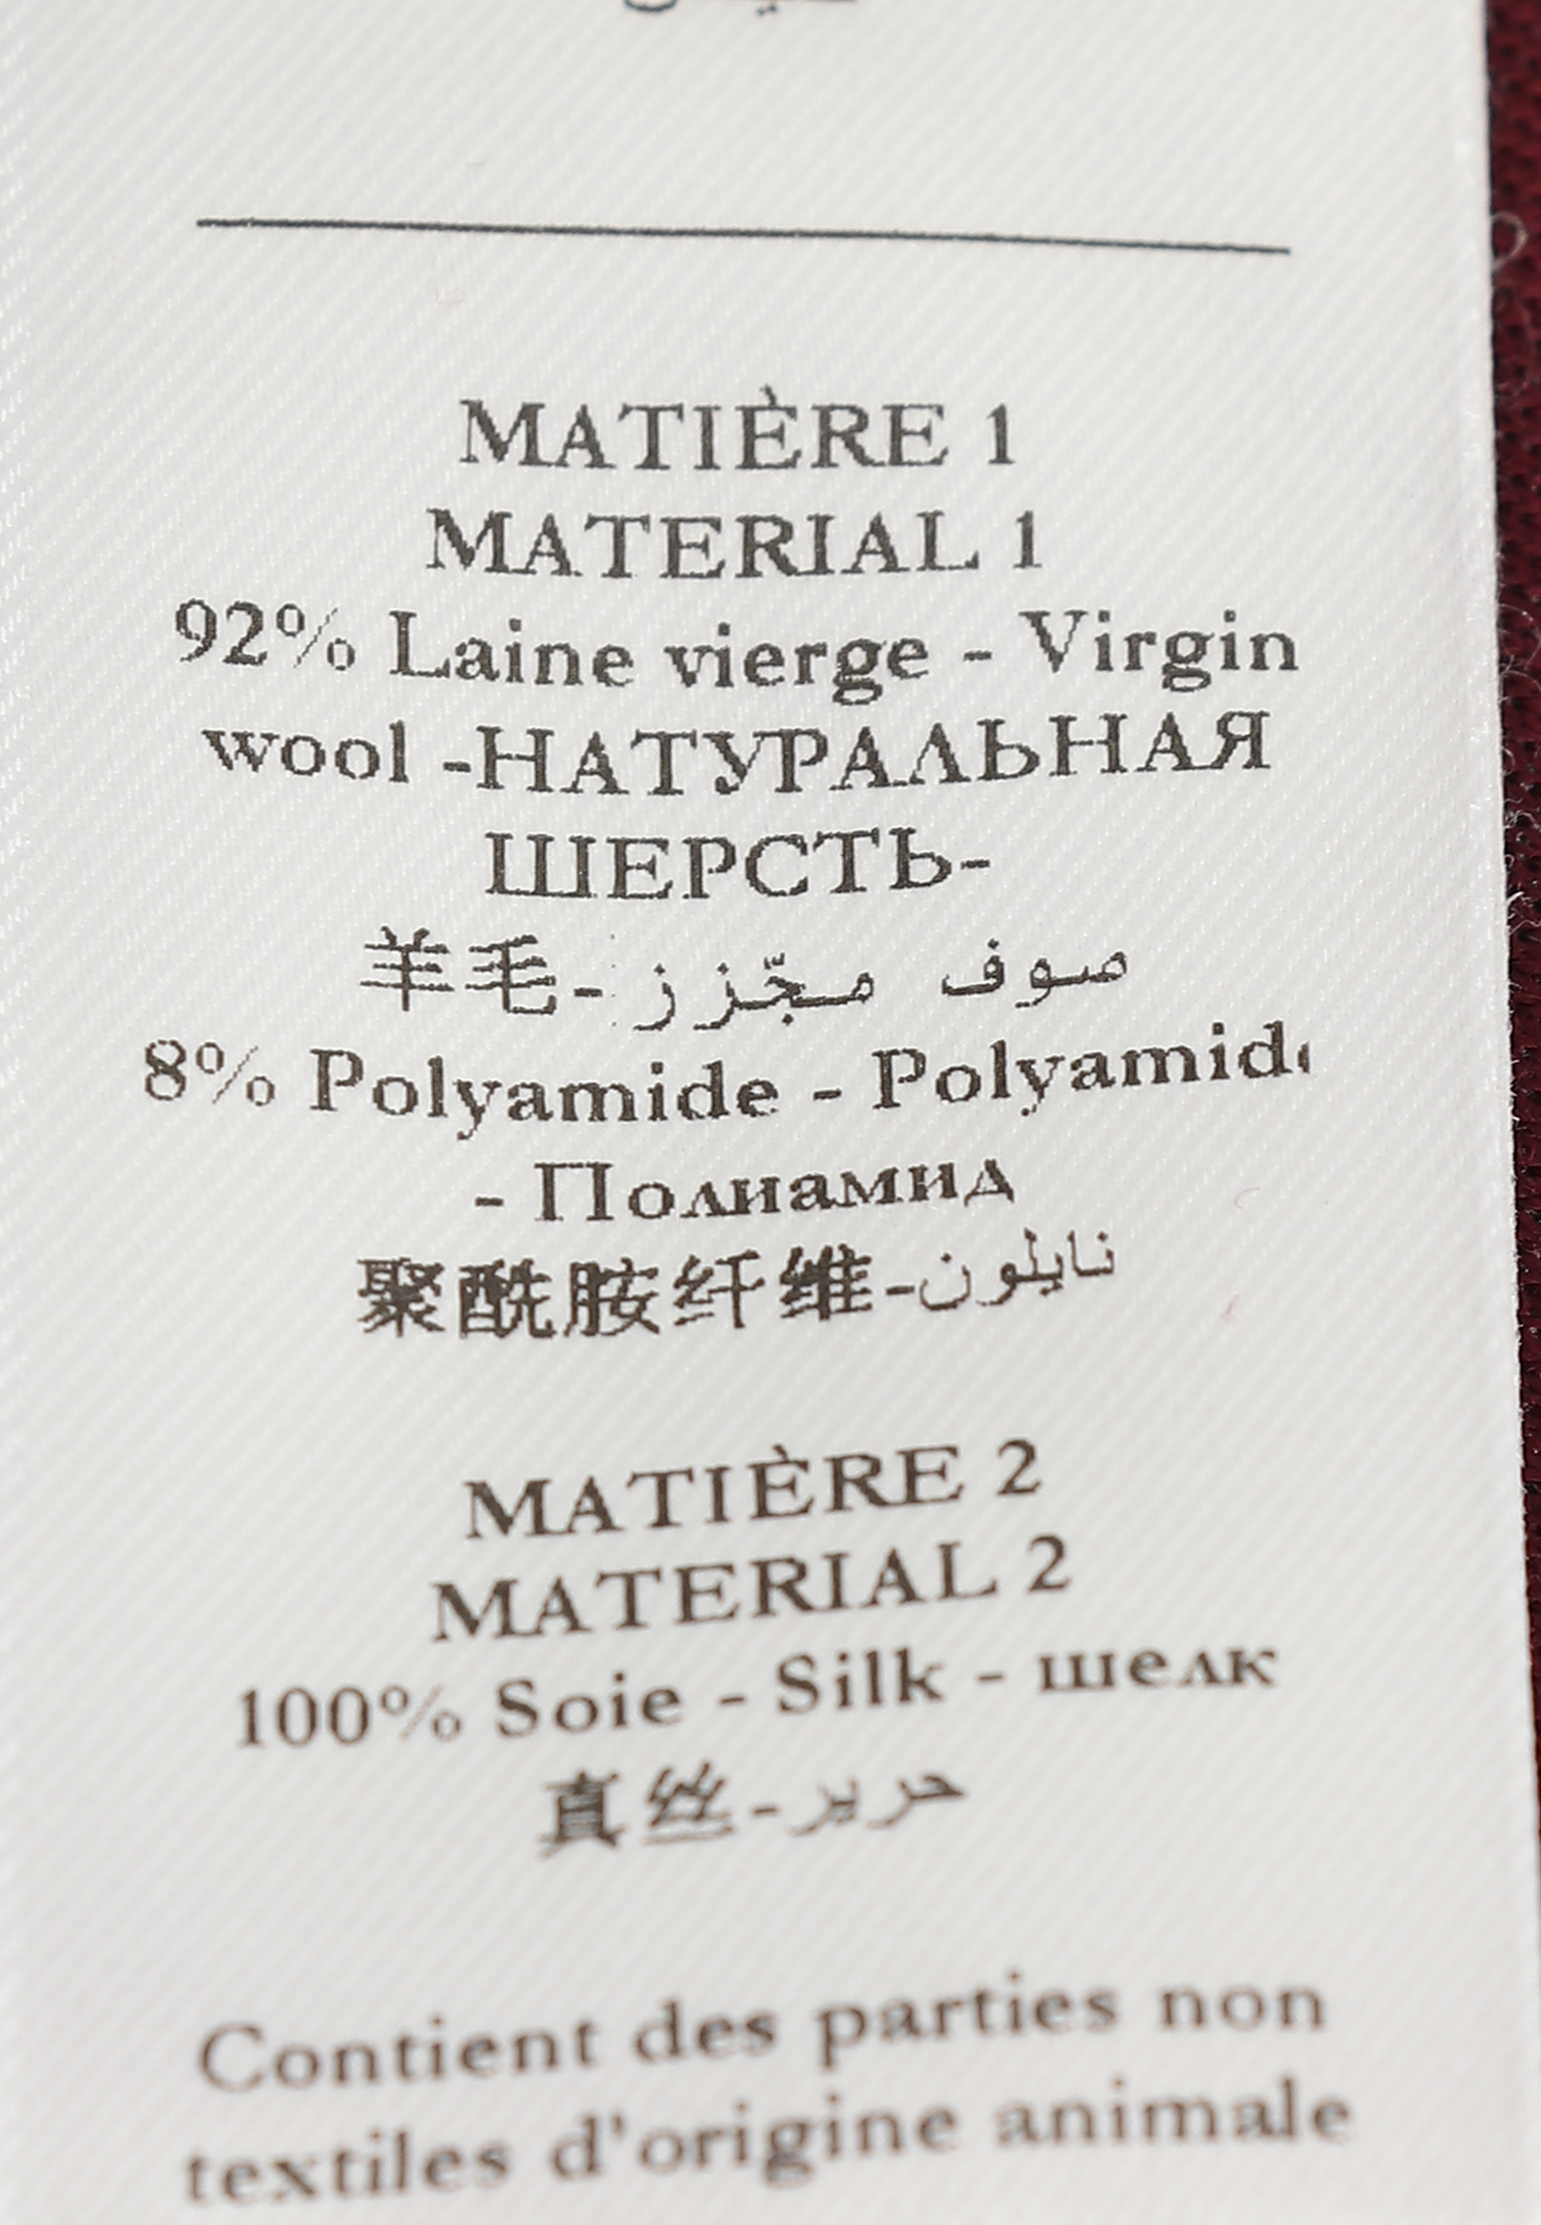 MATIÈRE 1
MATERIAL 1
92% Laine vierge - Virgin
wool -НАТУРАЛЬНАЯ
ШЕРСТЬ-
羊毛- صوف مجّزز
8% Polyamide - Polyamide
- Полиамид
聚酰胺纤维- نايلون
MATIÈRE 2
MATERIAL 2
100% Soie - Silk - шелк
真丝- حرير
Contient des parties non
textiles d'origine animale